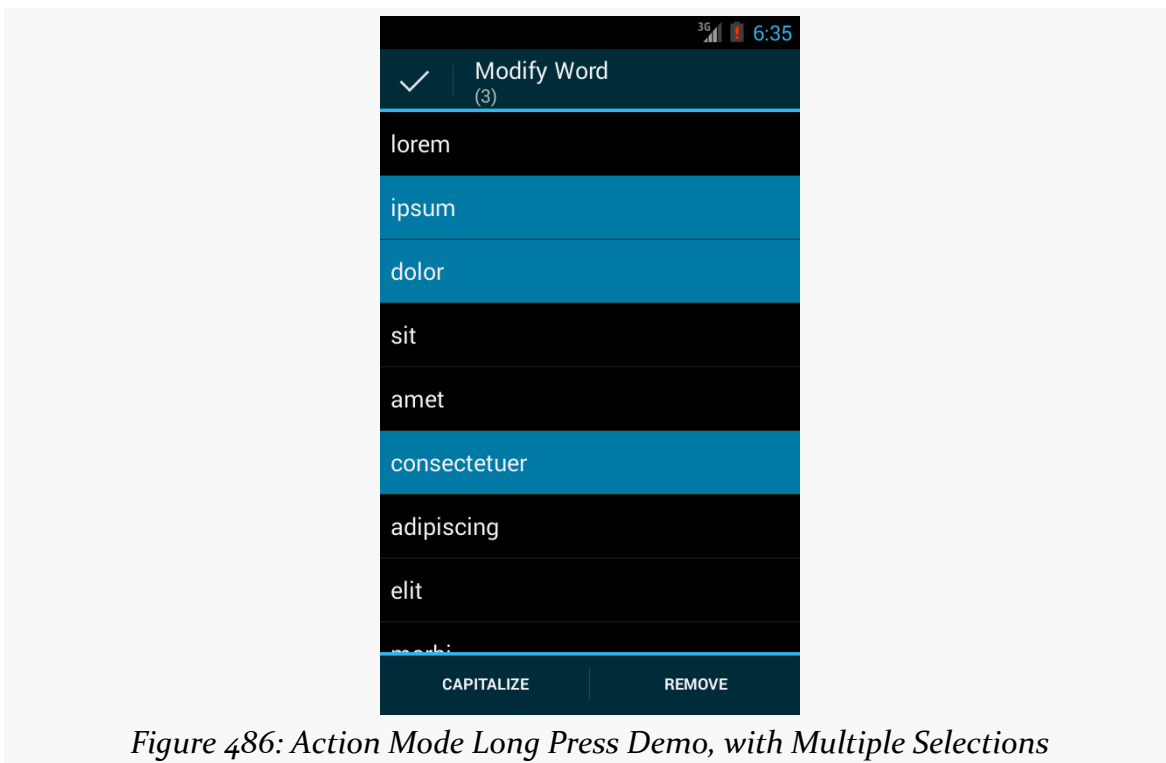 3G 6:35
Modify Word
(3)
lorem
ipsum
dolor
sit
amet
consectetuer
adipiscing
elit
morbi
CAPITALIZE REMOVE
Figure 486: Action Mode Long Press Demo, with Multiple Selections